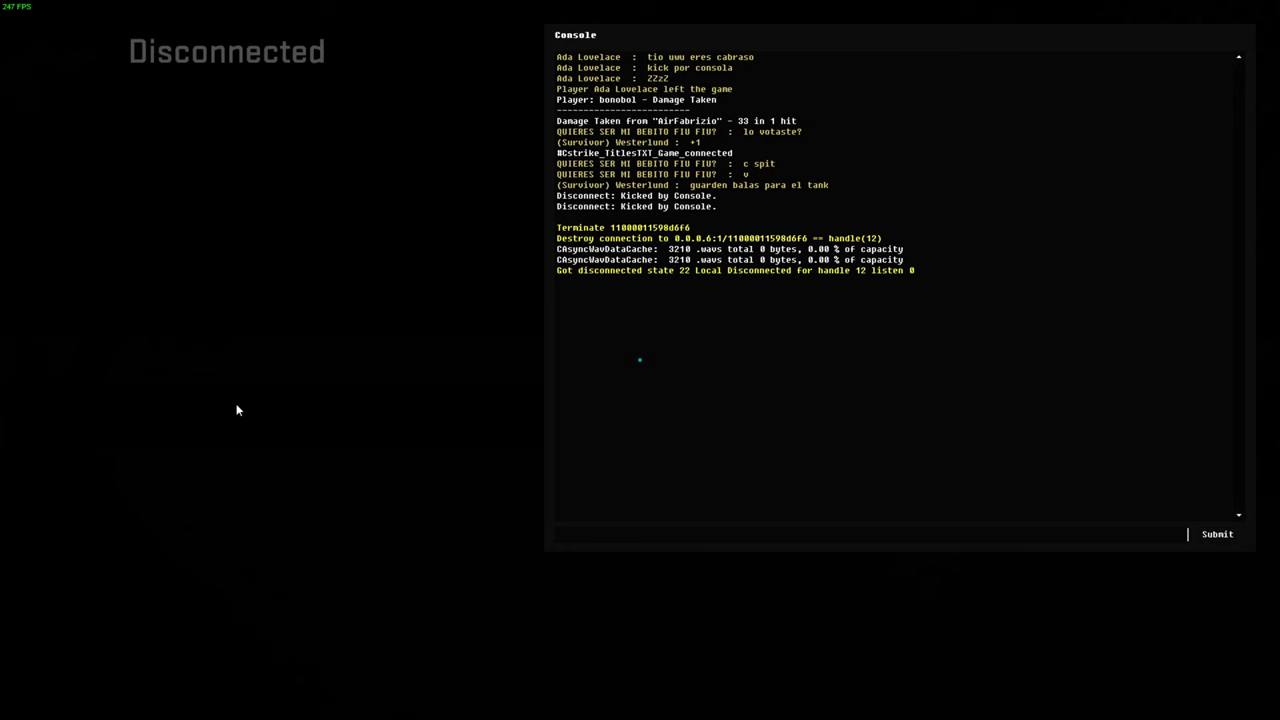 247 FPS
Disconnected
Console
Ada Lovelace  :  tio uwu eres cabraso
Ada Lovelace  :  kick por consola
Ada Lovelace  :  ZZzZ
Player Ada Lovelace left the game
Player: bonobol - Damage Taken
-------------------------
Damage Taken from "AirFabrizio" - 33 in 1 hit
QUIERES SER MI BEBITO FIU FIU?  :  lo votaste?
(Survivor) Westerlund :  +1
#Cstrike_TitlesTXT_Game_connected
QUIERES SER MI BEBITO FIU FIU?  :  c spit
QUIERES SER MI BEBITO FIU FIU?  :  v
(Survivor) Westerlund :  guarden balas para el tank
Disconnect: Kicked by Console.
Disconnect: Kicked by Console.
Terminate 11000011598d6f6
Destroy connection to 0.0.0.6:1/11000011598d6f6 == handle(12)
CAsyncWavDataCache:  3210 .wavs total 0 bytes, 0.00 % of capacity
CAsyncWavDataCache:  3210 .wavs total 0 bytes, 0.00 % of capacity
Got disconnected state 22 Local Disconnected for handle 12 listen 0
Submit